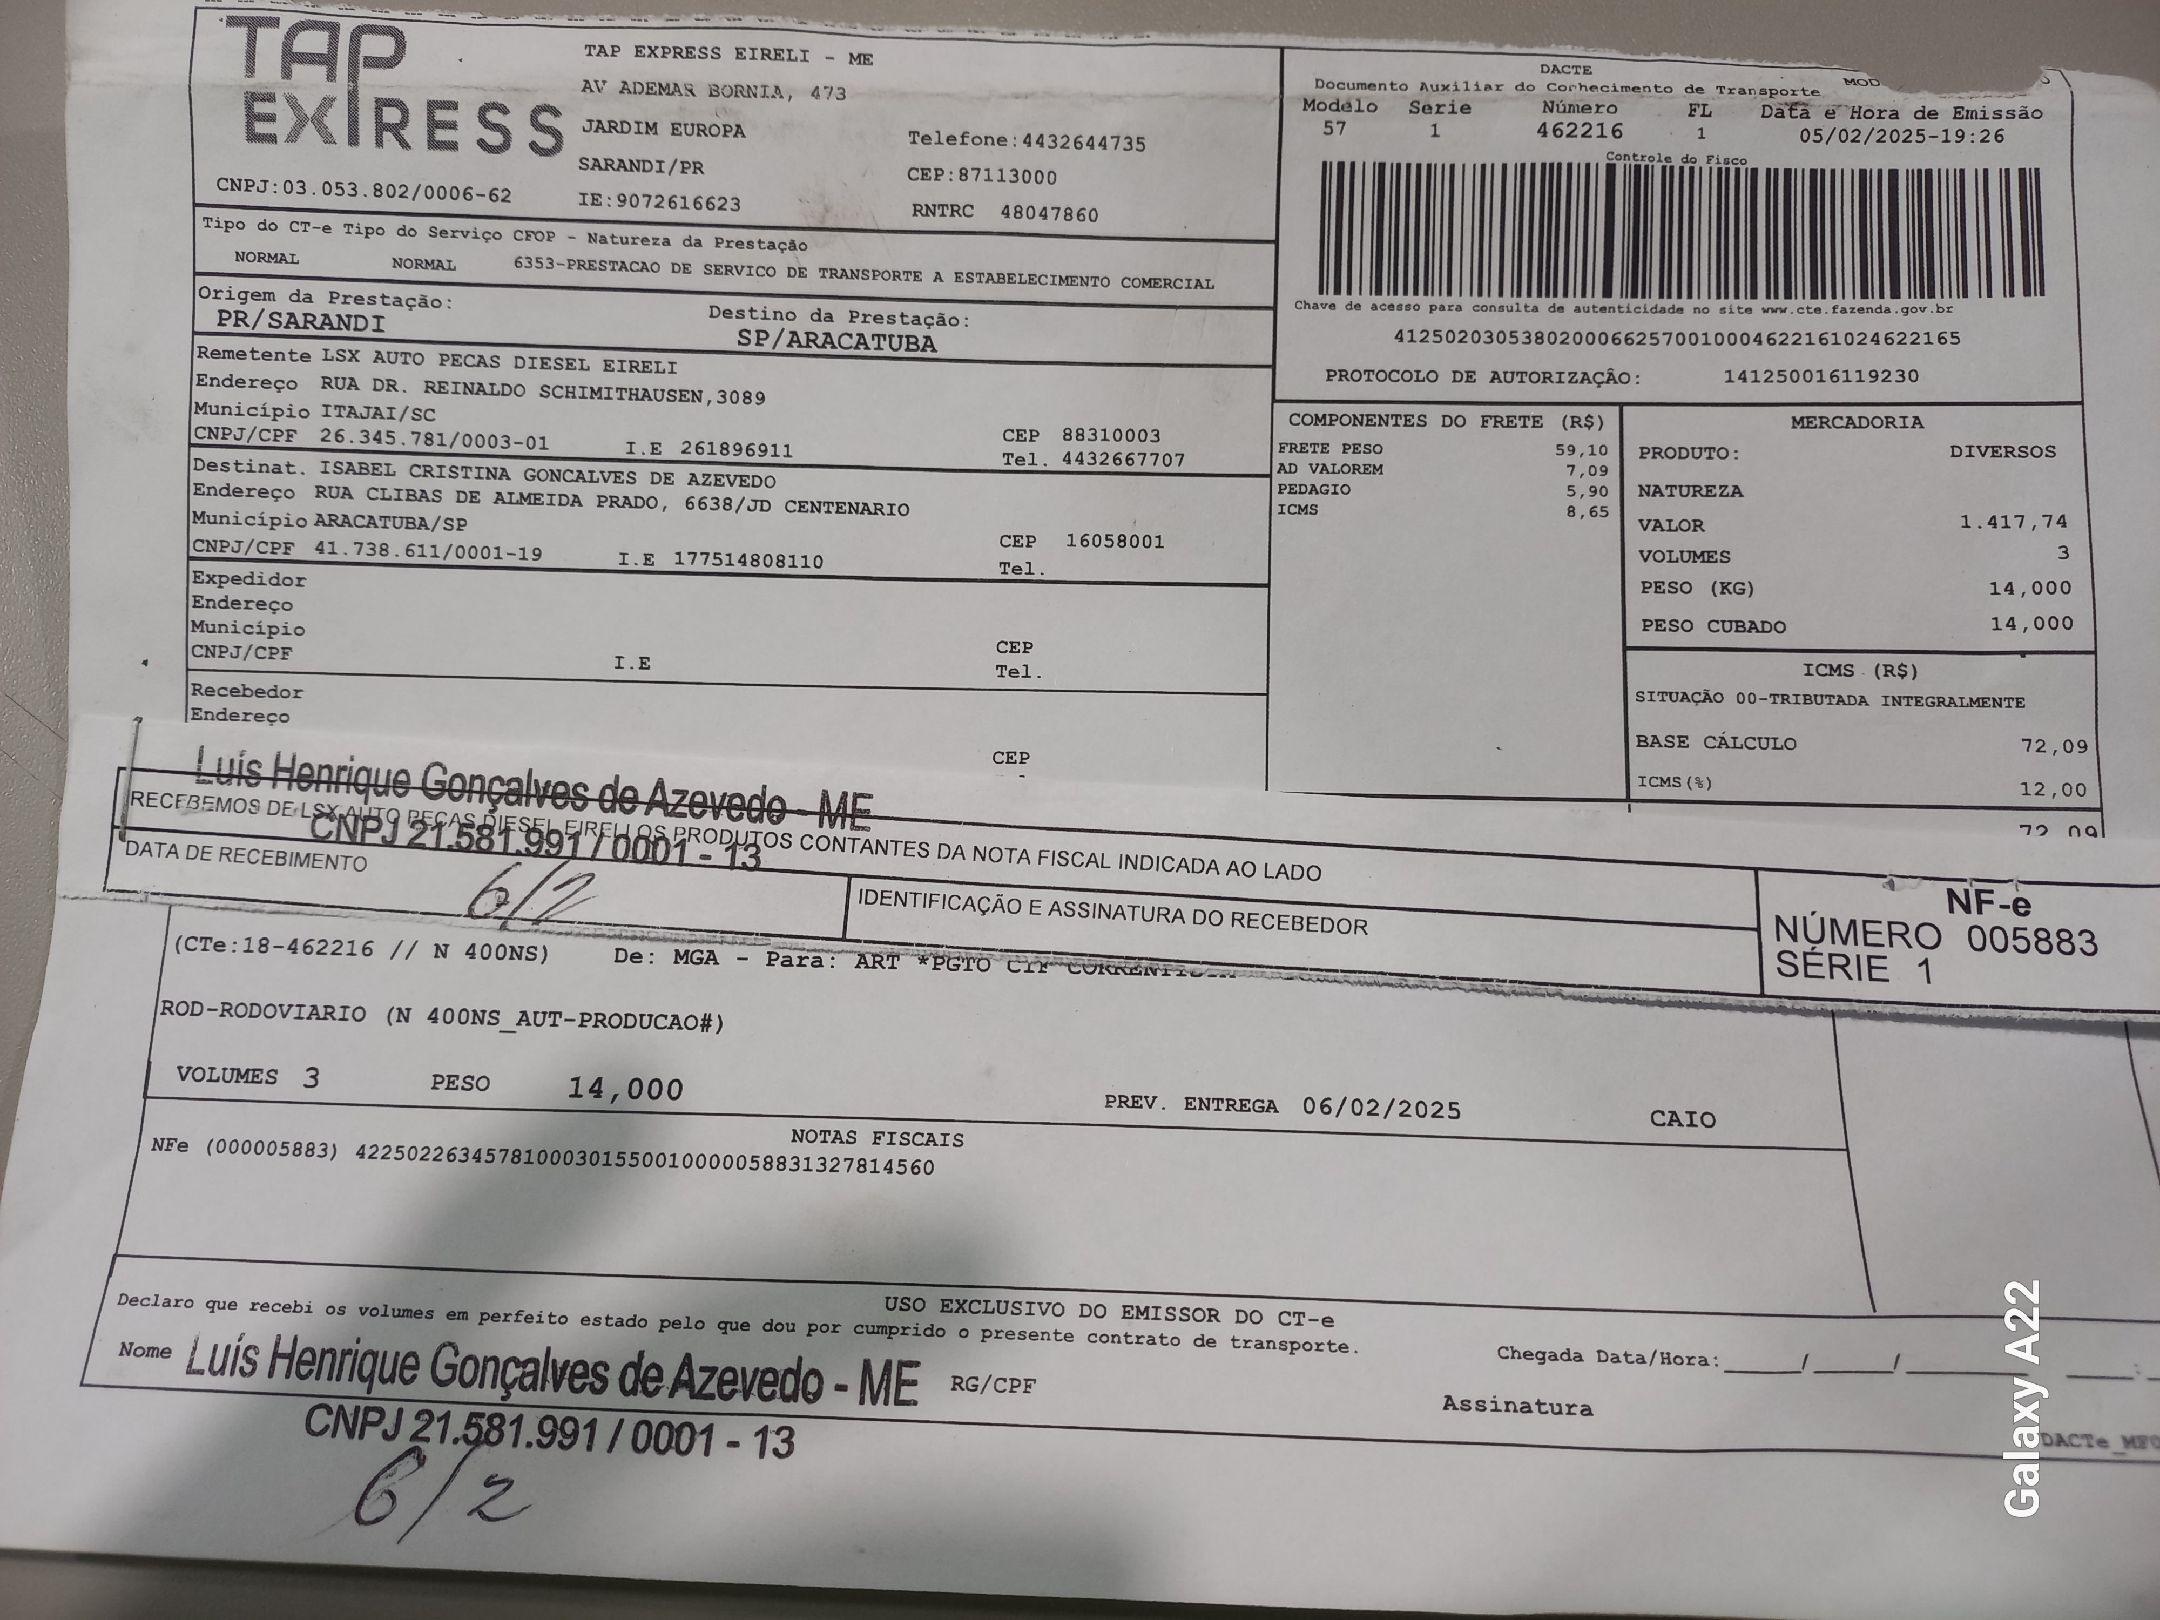 TAP
EXPRESS
TAP EXPRESS EIRELI - ME
AV ADEMAR BORNIA, 473
JARDIM EUROPA
Telefone:4432644735
SARANDI/PR
CEP:87113000
CNPJ:03.053.802/0006-62
IE:9072616623
RNTRC 48047860
DACTE
MOD
Documento Auxiliar do Conhecimento de Transporte
Modelo Serie Número FL Data e Hora de Emissão
57 1 462216 1 05/02/2025-19:26
Controle do Fisco
Chave de acesso para consulta de autenticidade no site www.cte.fazenda.gov.br
41250203053802000662570010004622161024622165
PROTOCOLO DE AUTORIZAÇÃO: 141250016119230
Tipo do CT-e Tipo do Serviço CFOP - Natureza da Prestação
NORMAL NORMAL 6353-PRESTACAO DE SERVICO DE TRANSPORTE A ESTABELECIMENTO COMERCIAL
Origem da Prestação: Destino da Prestação:
PR/SARANDI SP/ARACATUBA
Remetente LSX AUTO PECAS DIESEL EIRELI
Endereço RUA DR. REINALDO SCHIMITHAUSEN,3089
Município ITAJAI/SC CEP 88310003
CNPJ/CPF 26.345.781/0003-01 I.E 261896911 Tel. 4432667707
Destinat. ISABEL CRISTINA GONCALVES DE AZEVEDO
Endereço RUA CLIBAS DE ALMEIDA PRADO, 6638/JD CENTENARIO
Município ARACATUBA/SP CEP 16058001
CNPJ/CPF 41.738.611/0001-19 I.E 177514808110 Tel.
Expedidor
Endereço
Município CEP
CNPJ/CPF I.E Tel.
Recebedor
Endereço
CEP
COMPONENTES DO FRETE (R$)
FRETE PESO 59,10
AD VALOREM 7,09
PEDAGIO 5,90
ICMS 8,65
MERCADORIA
PRODUTO: DIVERSOS
NATUREZA
VALOR 1.417,74
VOLUMES 3
PESO (KG) 14,000
PESO CUBADO 14,000
ICMS (R$)
SITUAÇÃO 00-TRIBUTADA INTEGRALMENTE
BASE CÁLCULO 72,09
ICMS(%) 12,00
72,09
Luís Henrique Gonçalves de Azevedo - ME
CNPJ 21.581.991 / 0001 - 13
RECEBEMOS DE LSX AUTO PECAS DIESEL EIRELI OS PRODUTOS CONTANTES DA NOTA FISCAL INDICADA AO LADO
DATA DE RECEBIMENTO
6/2
IDENTIFICAÇÃO E ASSINATURA DO RECEBEDOR
NF-e
NÚMERO 005883
SÉRIE 1
(CTe:18-462216 // N 400NS) De: MGA - Para: ART *PGTO CIF
ROD-RODOVIARIO (N 400NS_AUT-PRODUCAO#)
VOLUMES 3 PESO 14,000 PREV. ENTREGA 06/02/2025 CAIO
NOTAS FISCAIS
NFe (000005883) 42250226345781000301550010000058831327814560
USO EXCLUSIVO DO EMISSOR DO CT-e
Declaro que recebi os volumes em perfeito estado pelo que dou por cumprido o presente contrato de transporte.
Nome Luís Henrique Gonçalves de Azevedo - ME RG/CPF
Chegada Data/Hora:_____/_____/________ _____:
Assinatura
CNPJ 21.581.991 / 0001 - 13
6/2
Galaxy A22